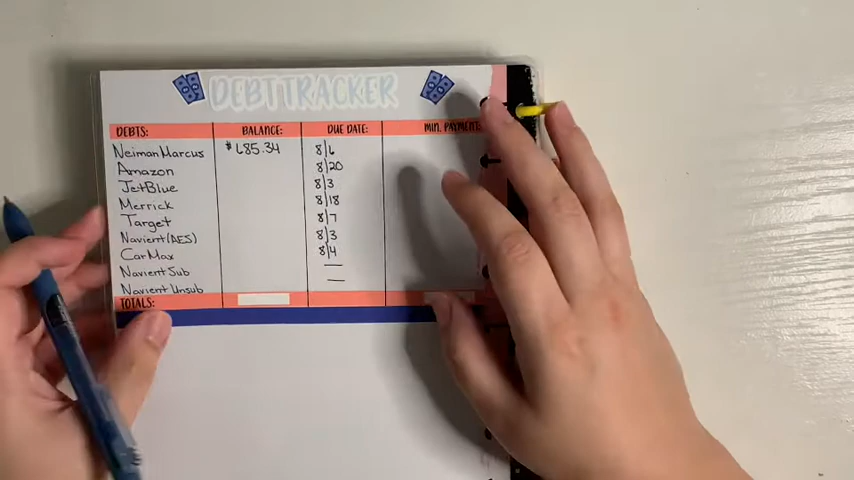 DEBT TRACKER
DEBTS: BALANCE: DUE DATE: MIN. PAYMENT
Neiman Marcus $685.34 8/6
Amazon 8/20
JetBlue 8/3
Merrick 8/18
Target 8/7
Navient (AES) 8/3
CarMax 8/4
Navient Sub —
Navient Unsub —
TOTALS: